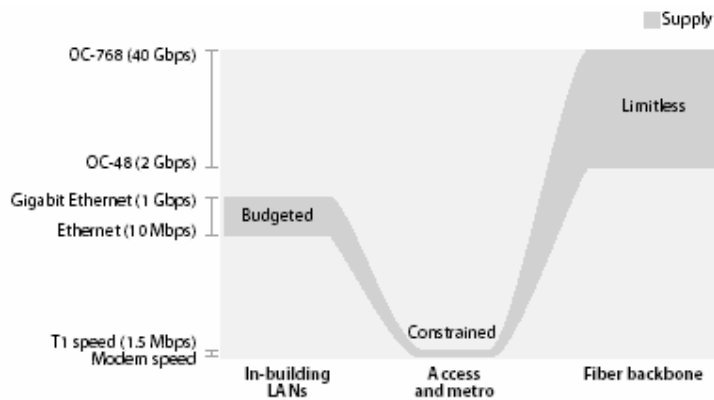 Supply
OC-768 (40 Gbps)
Limitless
OC-48 (2 Gbps)
Gigabit Ethernet (1 Gbps)
Budgeted
Ethernet (10 Mbps)
Constrained
T1 speed (1.5 Mbps)
Modem speed
In-building
LANs
Access
and metro
Fiber backbone